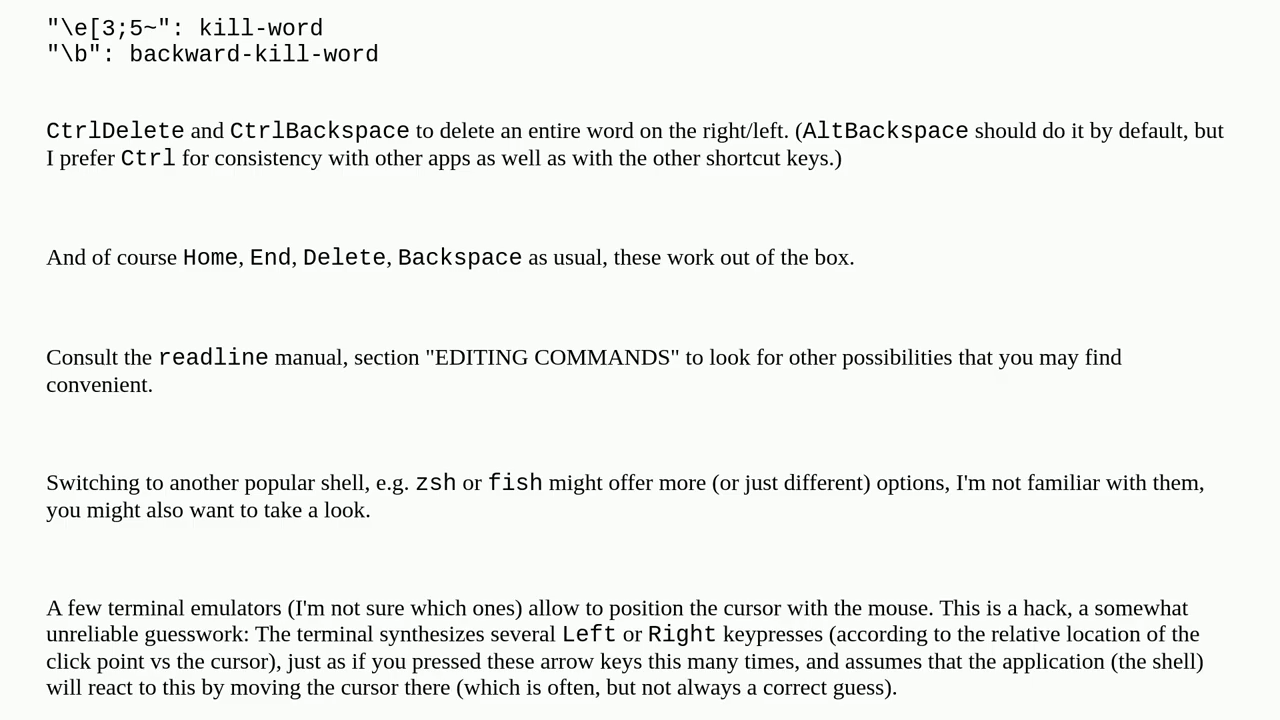 "\e[3;5~": kill-word
"\b": backward-kill-word
CtrlDelete and CtrlBackspace to delete an entire word on the right/left. (AltBackspace should do it by default, but
I prefer Ctrl for consistency with other apps as well as with the other shortcut keys.)
And of course Home, End, Delete, Backspace as usual, these work out of the box.
Consult the readline manual, section "EDITING COMMANDS" to look for other possibilities that you may find
convenient.
Switching to another popular shell, e.g. zsh or fish might offer more (or just different) options, I'm not familiar with them,
you might also want to take a look.
A few terminal emulators (I'm not sure which ones) allow to position the cursor with the mouse. This is a hack, a somewhat
unreliable guesswork: The terminal synthesizes several Left or Right keypresses (according to the relative location of the
click point vs the cursor), just as if you pressed these arrow keys this many times, and assumes that the application (the shell)
will react to this by moving the cursor there (which is often, but not always a correct guess).